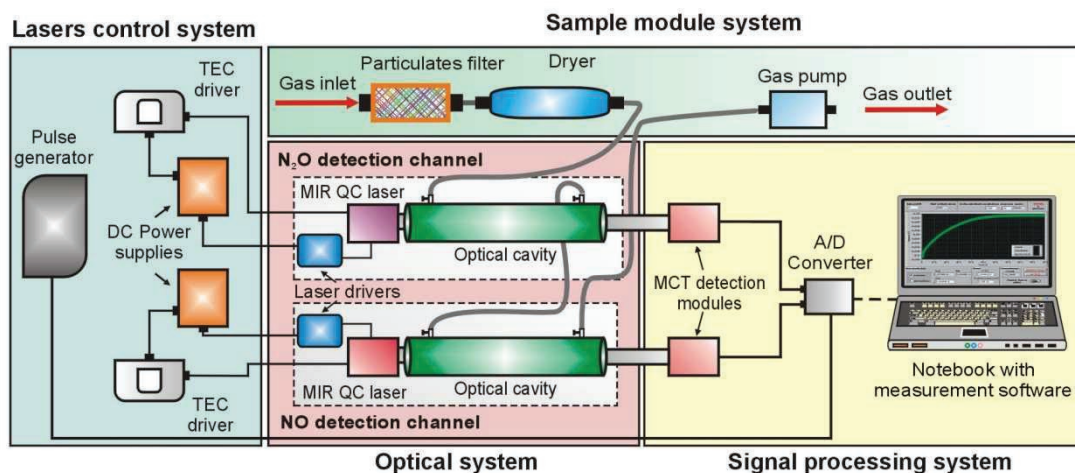 Lasers control system
Sample module system
TEC
driver
Pulse
generator
DC Power
supplies
TEC
driver
Gas inlet
Particulates filter
Dryer
Gas pump
Gas outlet
N₂O detection channel
MIR QC laser
Optical cavity
Laser drivers
MIR QC laser
Optical cavity
NO detection channel
MCT detection
modules
A/D
Converter
Notebook with
measurement software
Optical system
Signal processing system